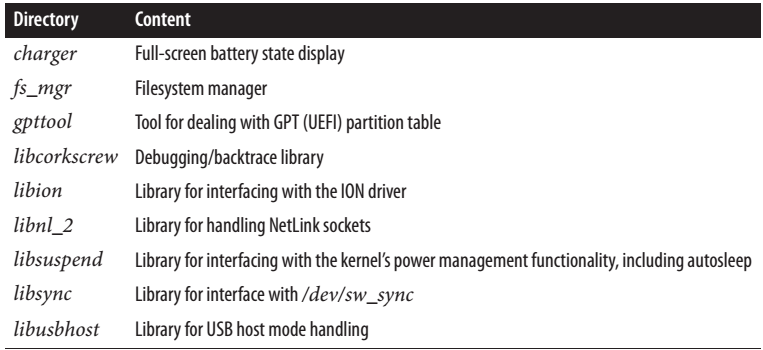 Directory Content
charger Full-screen battery state display
fs_mgr Filesystem manager
gpttool Tool for dealing with GPT (UEFI) partition table
libcorkscrew Debugging/backtrace library
libion Library for interfacing with the ION driver
libnl_2 Library for handling NetLink sockets
libsuspend Library for interfacing with the kernel’s power management functionality, including autosleep
libsync Library for interface with /dev/sw_sync
libusbhost Library for USB host mode handling